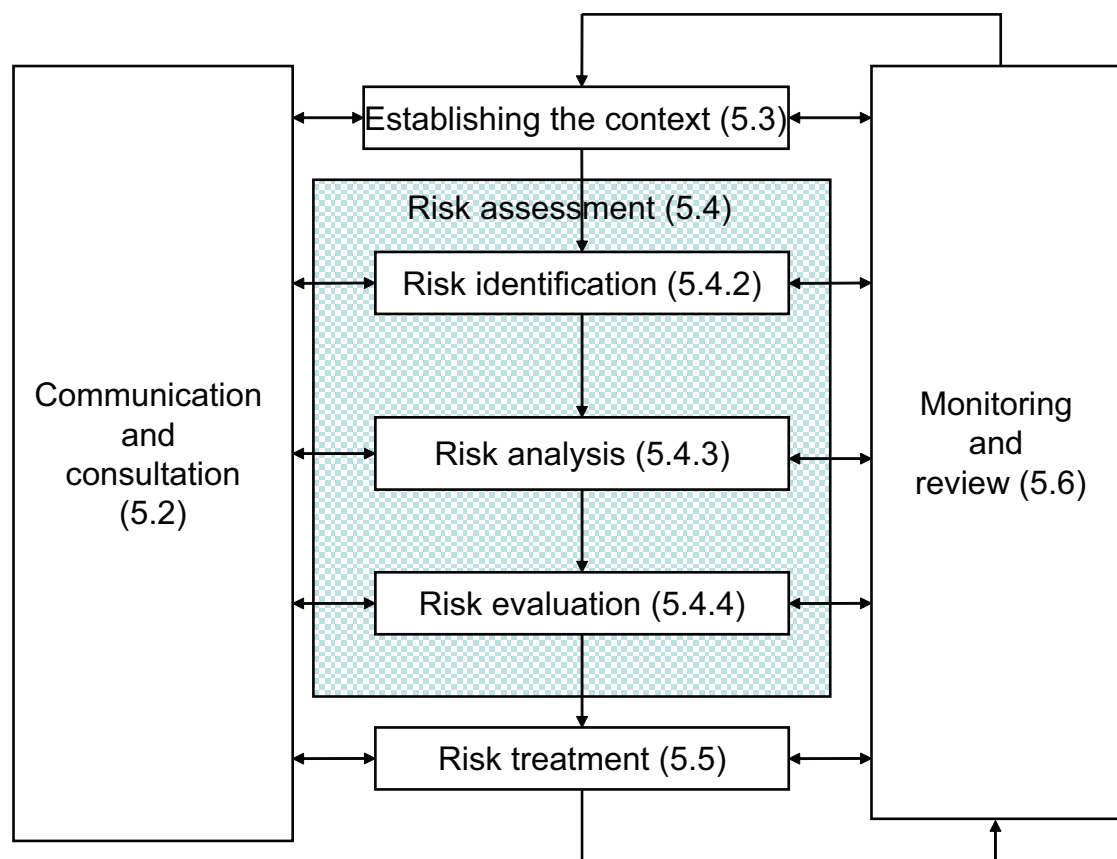 Establishing the context (5.3)
Risk assessment (5.4)
Risk identification (5.4.2)
Communication
and
consultation
(5.2)
Risk analysis (5.4.3)
Monitoring
and
review (5.6)
Risk evaluation (5.4.4)
Risk treatment (5.5)